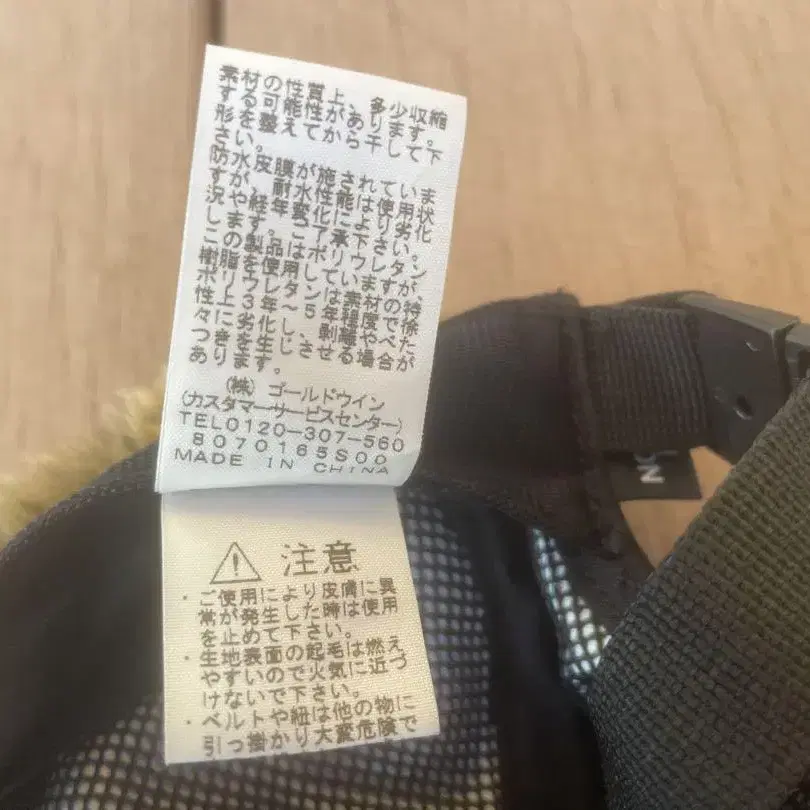 素材の性質上、多少収縮
する可能性があります。
形を整えてから干して下
さい。
防水皮膜が施されていま
すが、耐水性能は使用状
況や経年変化により劣化
します。ご了承下さい。
この製品はポリウレタン
樹脂を使用していますが、
ポリウレタンは素材の特
性上3年～5年程度で徐
々に劣化し、剥離やべた
つきを生じさせる場合が
あります。
(株)ゴールドウイン
(カスタマーサービスセンター)
TEL0120-307-560
8070165S0D
MADE IN CHINA
注意
・ご使用により皮膚に異
常が発生した時は使用
を止めて下さい。
・生地表面の起毛は燃え
やすいので火気に近づ
けないで下さい。
・ベルトや紐は他の物に
引っ掛かり大変危険で